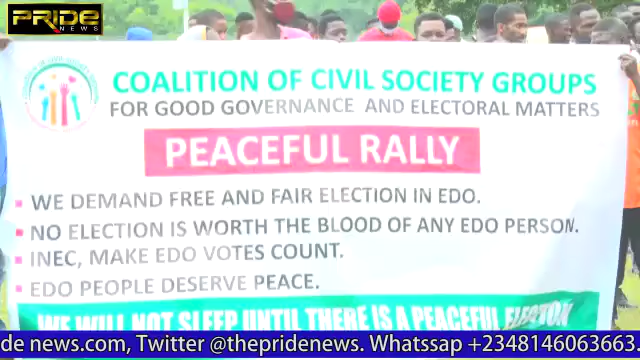 PRIDE
NEWS
COALITION OF CIVIL SOCIETY GROUPS
FOR GOOD GOVERNANCE AND ELECTORAL MATTERS
PEACEFUL RALLY
WE DEMAND FREE AND FAIR ELECTION IN EDO.
NO ELECTION IS WORTH THE BLOOD OF ANY EDO PERSON.
INEC, MAKE EDO VOTES COUNT.
EDO PEOPLE DESERVE PEACE.
WE WILL NOT SLEEP UNTIL THERE IS A PEACEFUL ELECTION
de news.com, Twitter @thepridenews. Whatssap +2348146063663